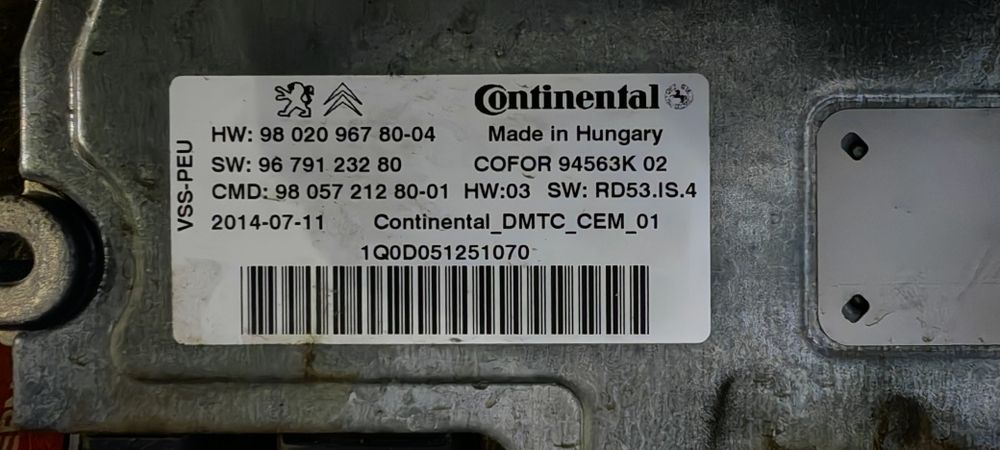 Continental
HW: 98 020 967 80-04
Made in Hungary
SW: 96 791 232 80
COFOR 94563K 02
CMD: 98 057 212 80-01 HW:03 SW: RD53.IS.4
2014-07-11 Continental_DMTC_CEM_01
1Q0D051251070
VSS-PEU